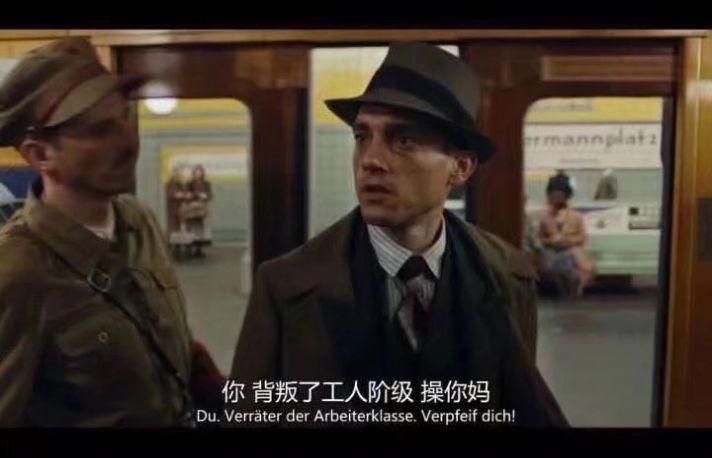 ermannplatz
你 背叛了工人阶级 操你妈
Du. Verräter der Arbeiterklasse. Verpfeif dich!